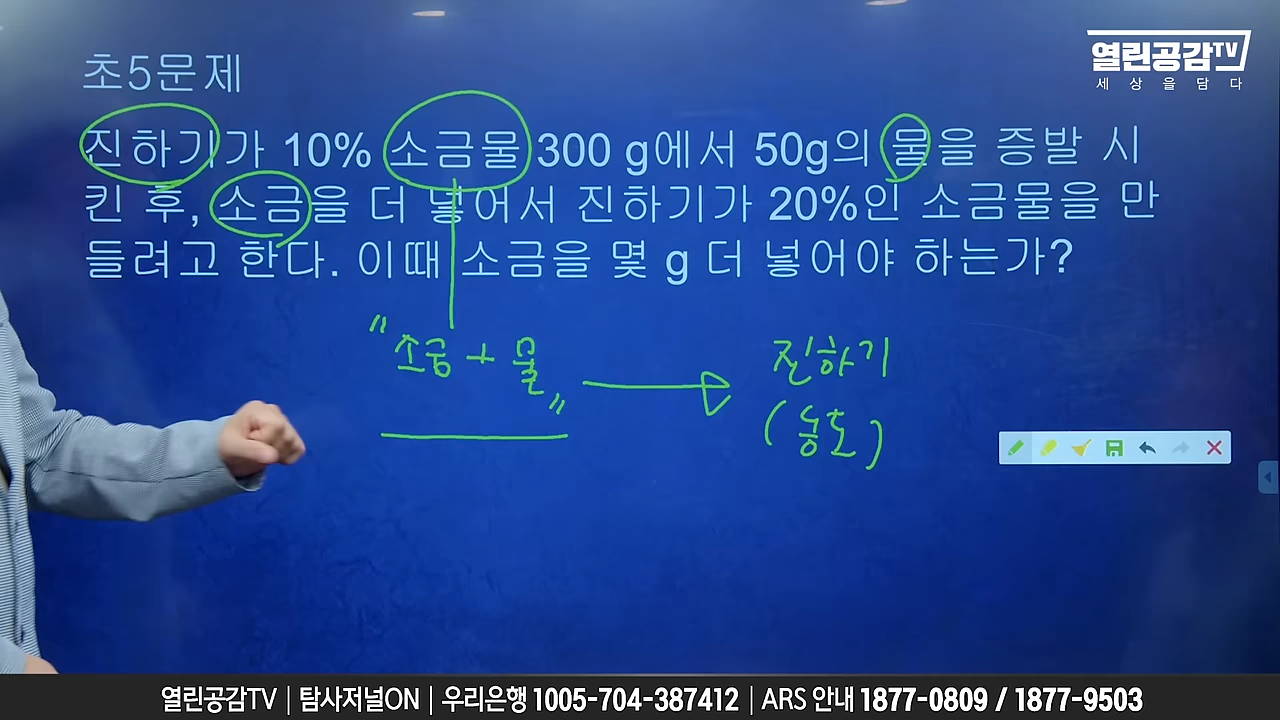 열린공감TV
세상을담다
초5문제
진하기가 10% 소금물 300 g에서 50g의 물을 증발 시
킨 후, 소금을 더 넣어서 진하기가 20%인 소금물을 만
들려고 한다. 이때 소금을 몇 g 더 넣어야 하는가?
"소금 + 물"
진하기
(농도)
열린공감TV | 탐사저널ON | 우리은행 1005-704-387412 | ARS 안내 1877-0809 / 1877-9503